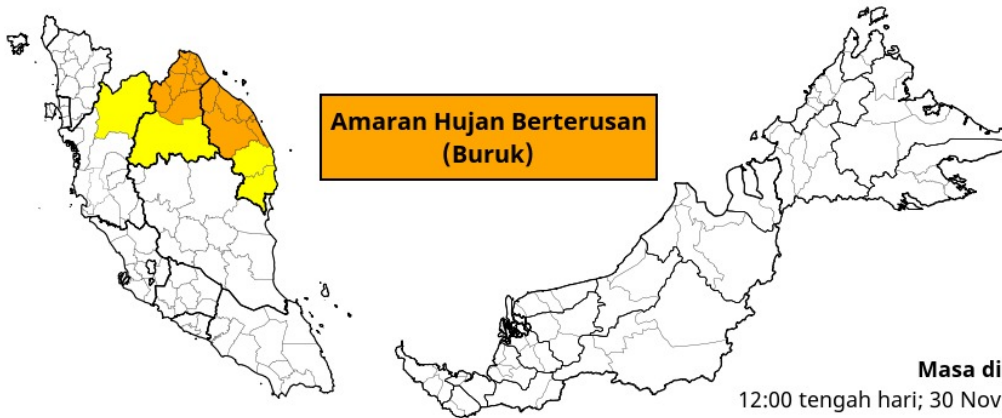 Amaran Hujan Berterusan
(Buruk)
Masa di
12:00 tengah hari; 30 Nov